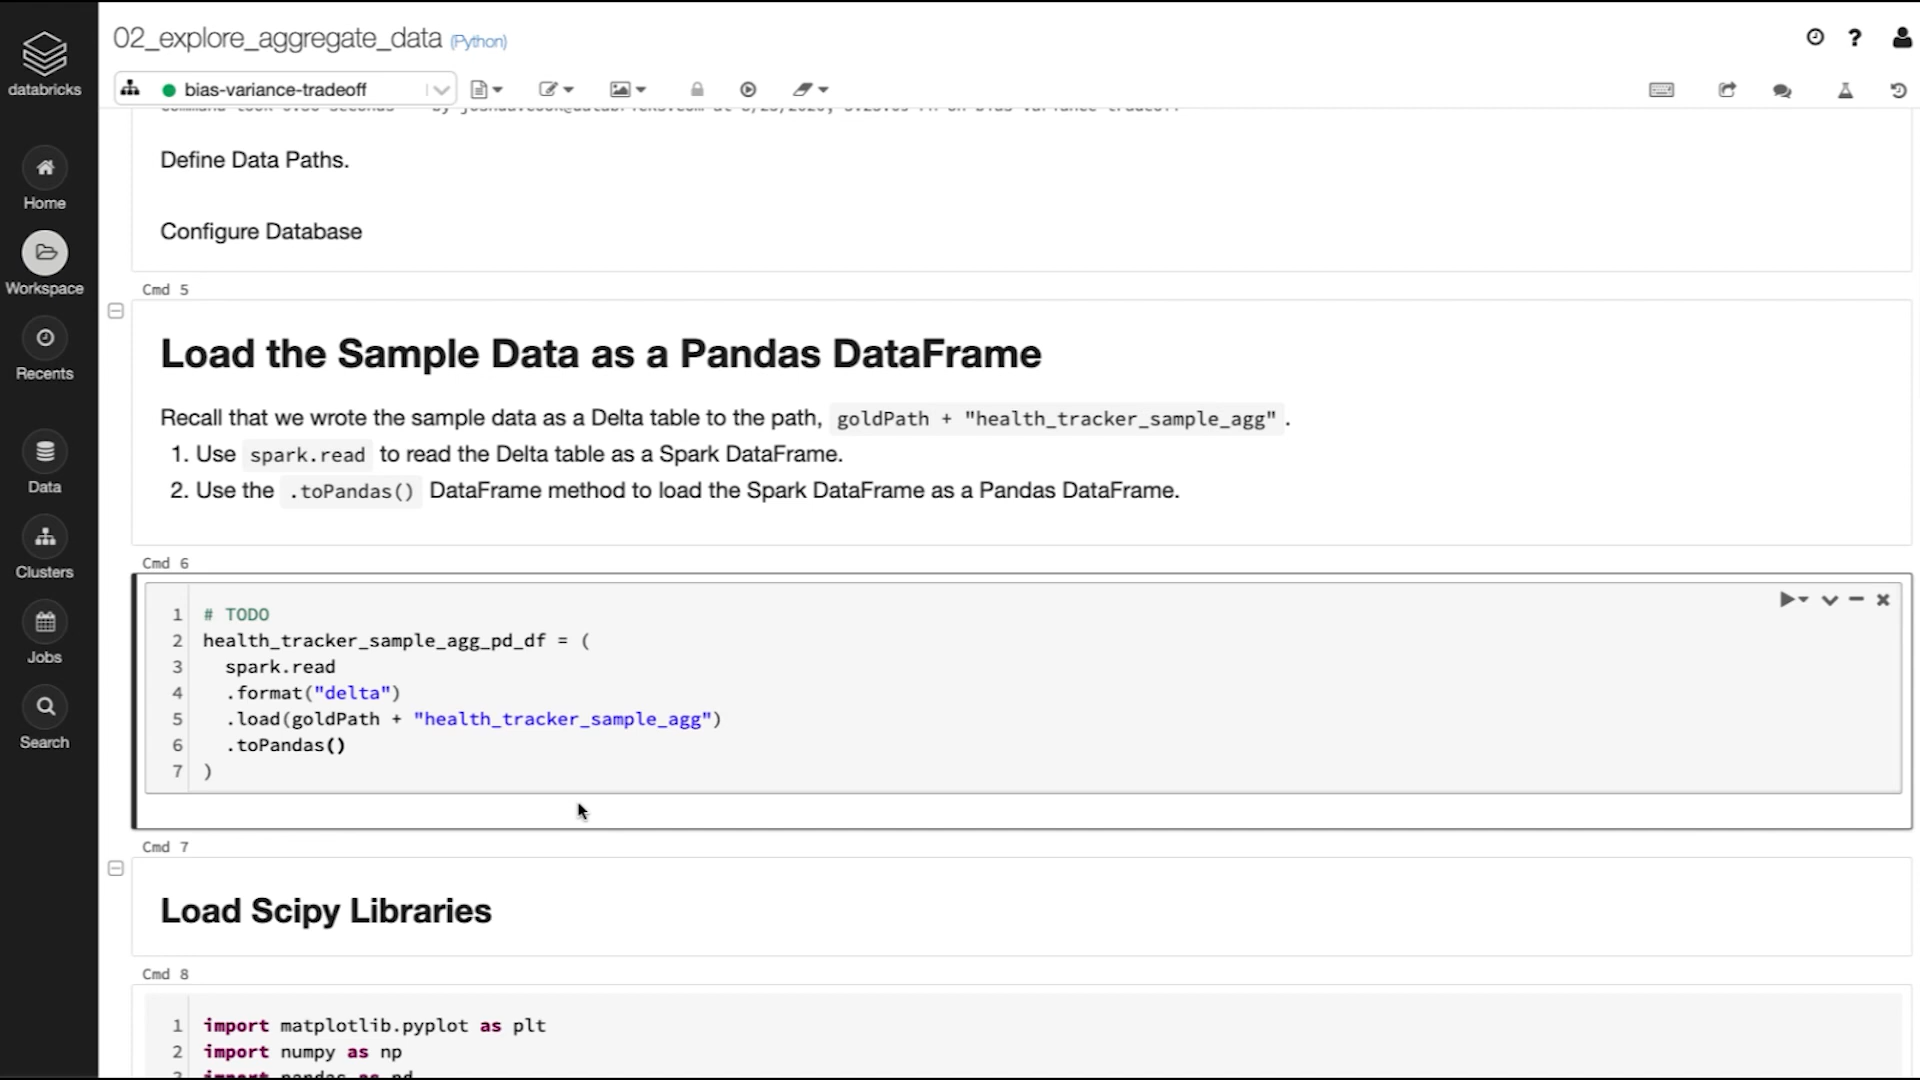 02_explore_aggregate_data (Python)
databricks
bias-variance-tradeoff
Home
Workspace
Recents
Data
Clusters
Jobs
Search
Define Data Paths.
Configure Database
Cmd 5
Load the Sample Data as a Pandas DataFrame
Recall that we wrote the sample data as a Delta table to the path, goldPath + "health_tracker_sample_agg" .
1. Use spark.read to read the Delta table as a Spark DataFrame.
2. Use the .toPandas() DataFrame method to load the Spark DataFrame as a Pandas DataFrame.
Cmd 6
1 # TODO
2 health_tracker_sample_agg_pd_df = (
3 spark.read
4 .format("delta")
5 .load(goldPath + "health_tracker_sample_agg")
6 .toPandas()
7 )
Cmd 7
Load Scipy Libraries
Cmd 8
1 import matplotlib.pyplot as plt
2 import numpy as np
import pandas as pd